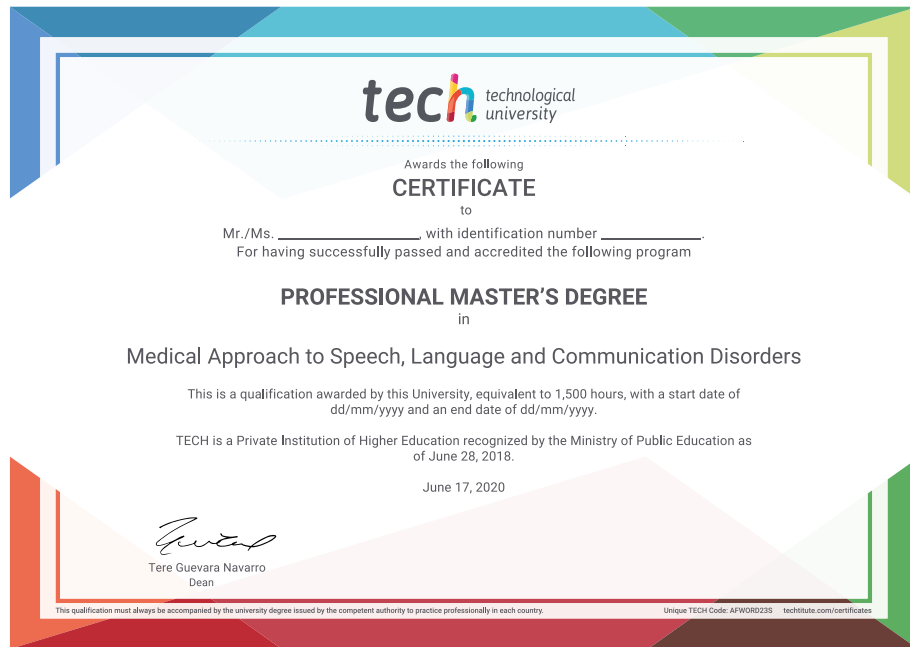 tech technological
university
Awards the following
CERTIFICATE
to
Mr./Ms. ____________________, with identification number ______________.
For having successfully passed and accredited the following program
PROFESSIONAL MASTER'S DEGREE
in
Medical Approach to Speech, Language and Communication Disorders
This is a qualification awarded by this University, equivalent to 1,500 hours, with a start date of
dd/mm/yyyy and an end date of dd/mm/yyyy.
TECH is a Private Institution of Higher Education recognized by the Ministry of Public Education as
of June 28, 2018.
June 17, 2020
Tere Guevara Navarro
Dean
This qualification must always be accompanied by the university degree issued by the competent authority to practice professionally in each country.
Unique TECH Code: AFWORD23S techtitute.com/certificates